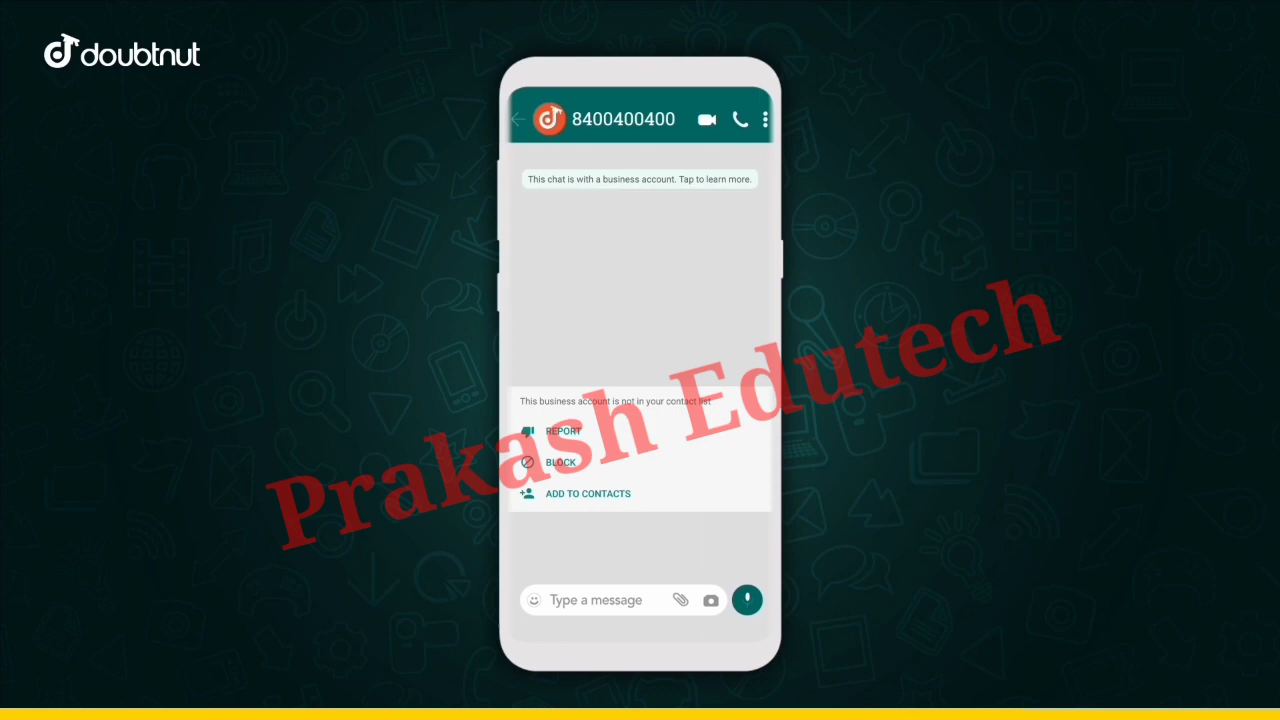 doubtnut
8400400400
This chat is with a business account. Tap to learn more.
This business account is not in your contact list
REPORT
BLOCK
ADD TO CONTACTS
Type a message
Prakash Edutech